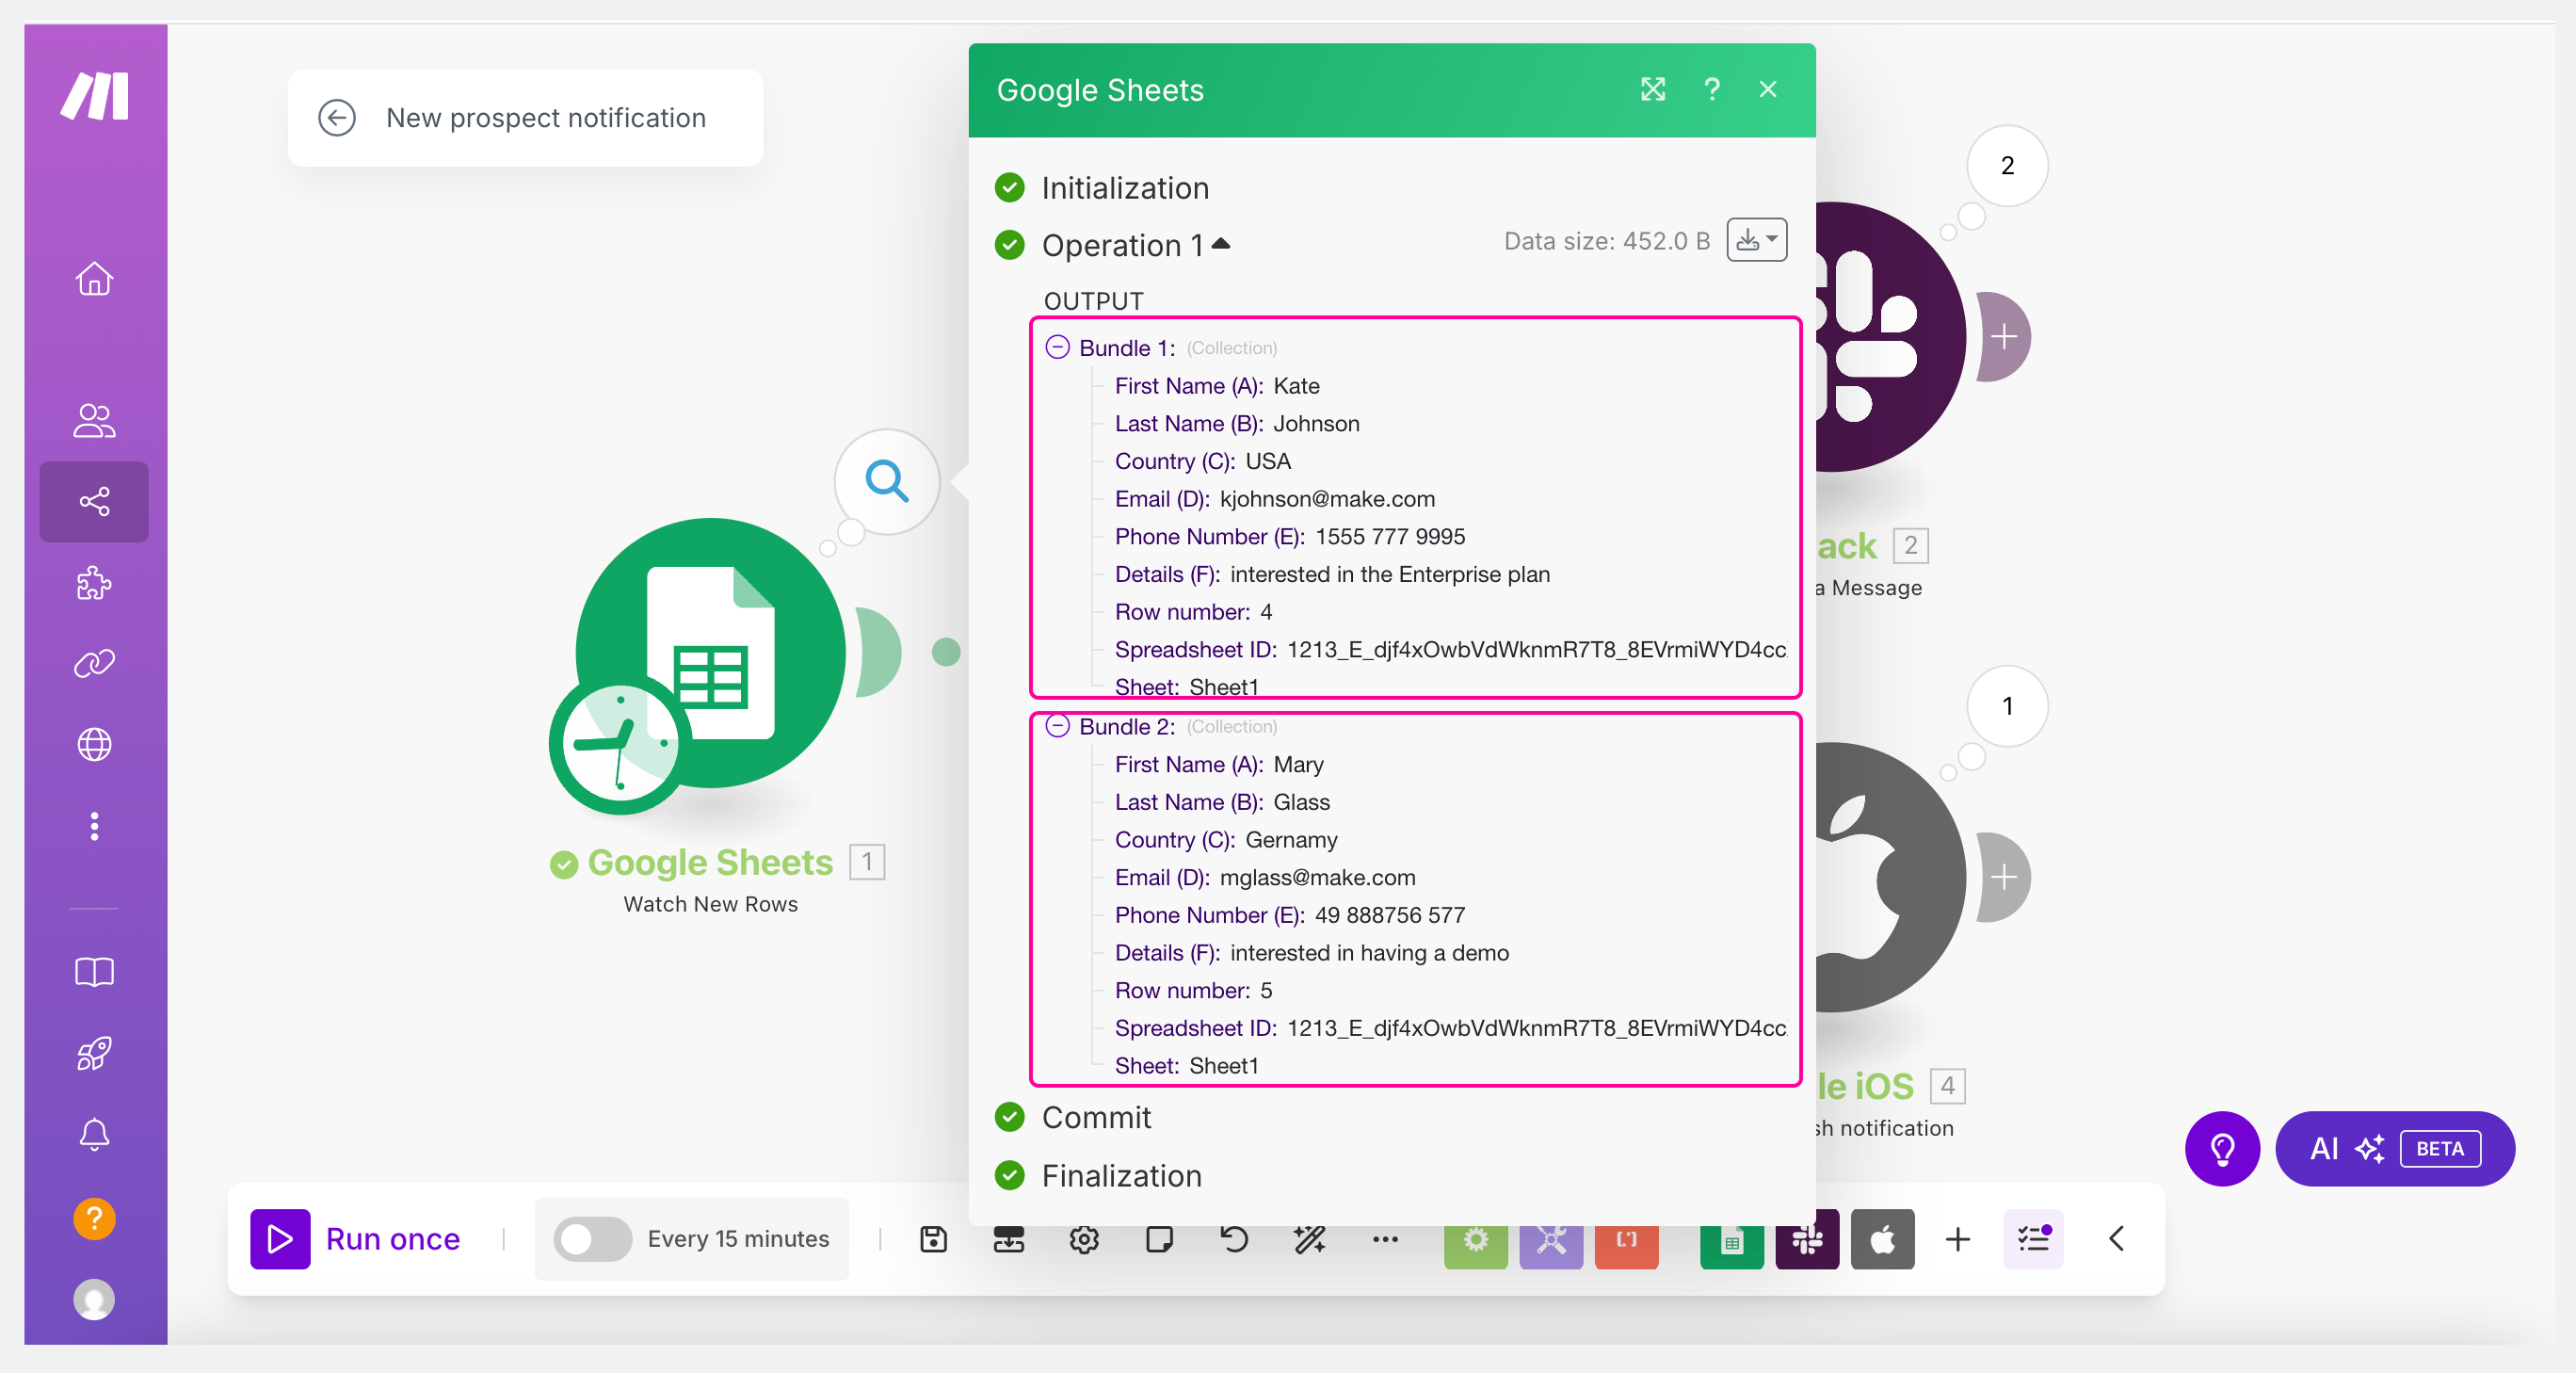 New prospect notification
Google Sheets
?
Initialization
Operation 1
Data size: 452.0 B
OUTPUT
Bundle 1: (Collection)
First Name (A): Kate
Last Name (B): Johnson
Country (C): USA
Email (D): kjohnson@make.com
Phone Number (E): 1555 777 9995
Details (F): interested in the Enterprise plan
Row number: 4
Spreadsheet ID: 1213_E_djf4xOwbVdWknmR7T8_8EVrmiWYD4cc
Sheet: Sheet1
Bundle 2: (Collection)
First Name (A): Mary
Last Name (B): Glass
Country (C): Gernamy
Email (D): mglass@make.com
Phone Number (E): 49 888756 577
Details (F): interested in having a demo
Row number: 5
Spreadsheet ID: 1213_E_djf4xOwbVdWknmR7T8_8EVrmiWYD4cc
Sheet: Sheet1
Commit
Finalization
Google Sheets 1
Watch New Rows
2
ack 2
a Message
1
le iOS 4
sh notification
AI BETA
?
Run once
Every 15 minutes